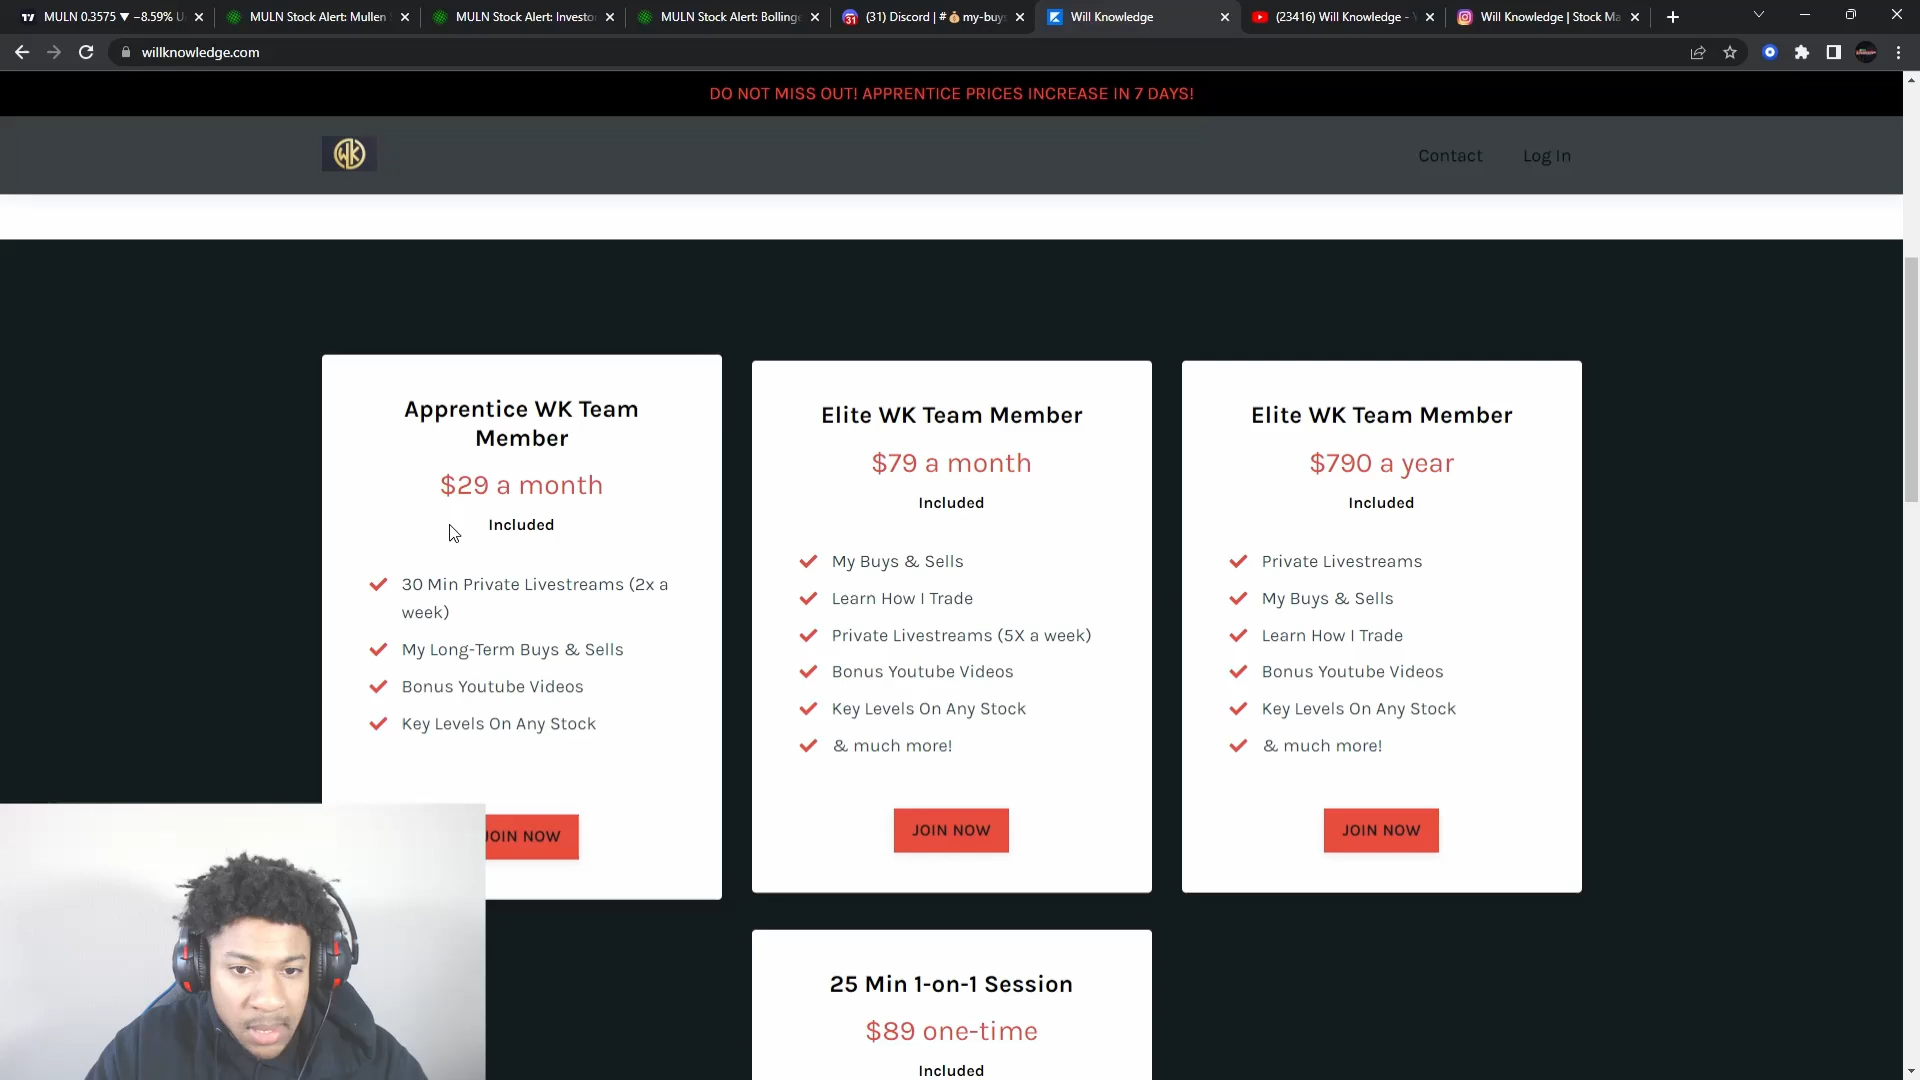 MULN 0.3575 ▼ −8.59% U
MULN Stock Alert: Mullen
MULN Stock Alert: Investo
MULN Stock Alert: Bollinge
(31) Discord | #💰my-buy
Will Knowledge
(23416) Will Knowledge -
Will Knowledge | Stock Ma
willknowledge.com
DO NOT MISS OUT! APPRENTICE PRICES INCREASE IN 7 DAYS!
WK
Contact
Log In
Apprentice WK Team
Member
$29 a month
Included
30 Min Private Livestreams (2x a
week)
My Long-Term Buys & Sells
Bonus Youtube Videos
Key Levels On Any Stock
JOIN NOW
Elite WK Team Member
$79 a month
Included
My Buys & Sells
Learn How I Trade
Private Livestreams (5X a week)
Bonus Youtube Videos
Key Levels On Any Stock
& much more!
JOIN NOW
Elite WK Team Member
$790 a year
Included
Private Livestreams
My Buys & Sells
Learn How I Trade
Bonus Youtube Videos
Key Levels On Any Stock
& much more!
JOIN NOW
25 Min 1-on-1 Session
$89 one-time
Included